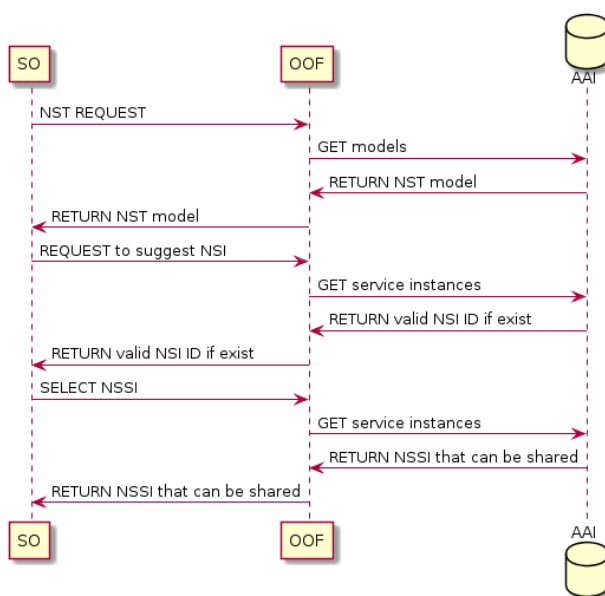 SO
OOF
AAI
NST REQUEST
GET models
RETURN NST model
RETURN NST model
REQUEST to suggest NSI
GET service instances
RETURN valid NSI ID if exist
RETURN valid NSI ID if exist
SELECT NSSI
GET service instances
RETURN NSSI that can be shared
RETURN NSSI that can be shared
SO
OOF
AAI